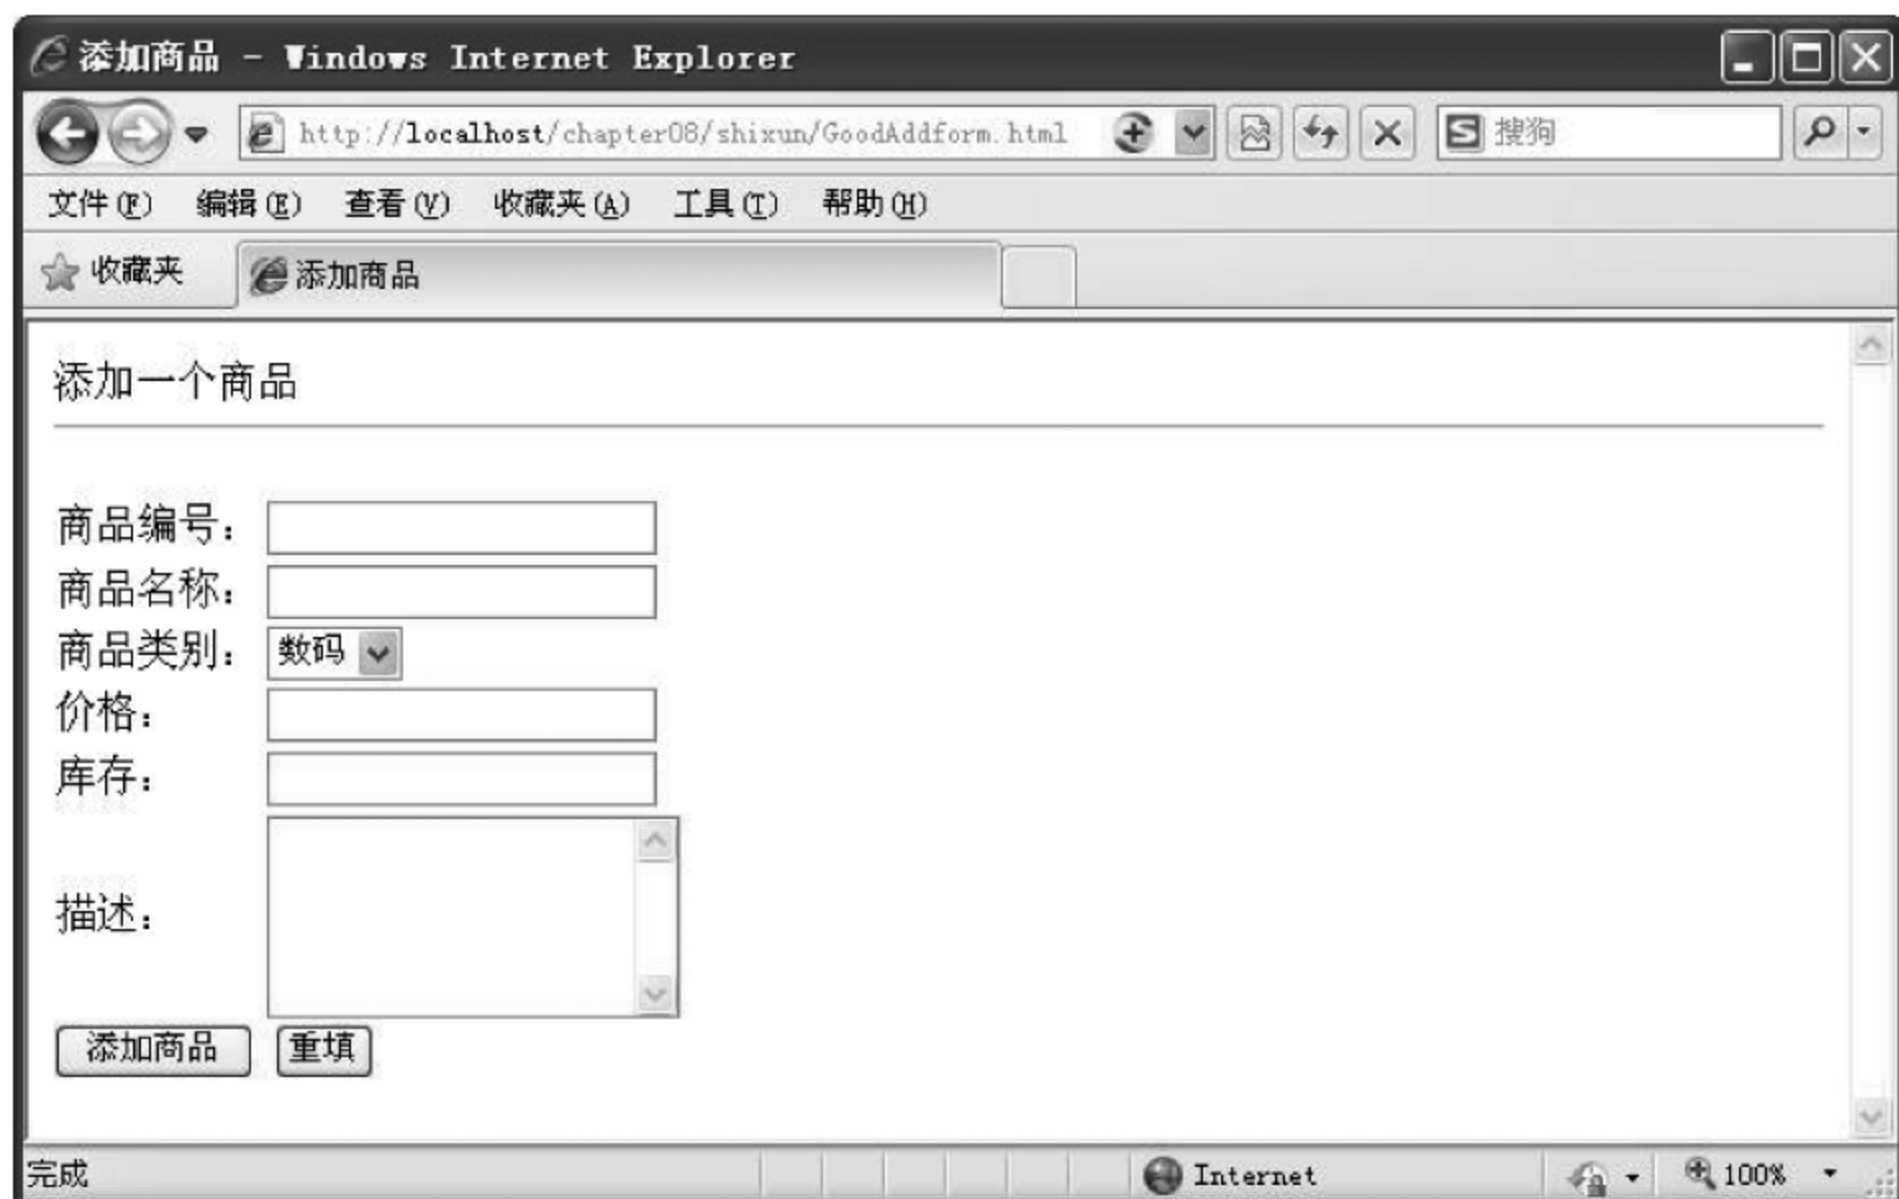 添加商品 - Windows Internet Explorer
http://localhost/chapter08/shixun/GoodAddform.html
搜狗
文件(F) 编辑(E) 查看(V) 收藏夹(A) 工具(T) 帮助(H)
收藏夹 添加商品
添加一个商品
商品编号：
商品名称：
商品类别： 数码
价格：
库存：
描述：
添加商品 重填
完成 Internet 100%